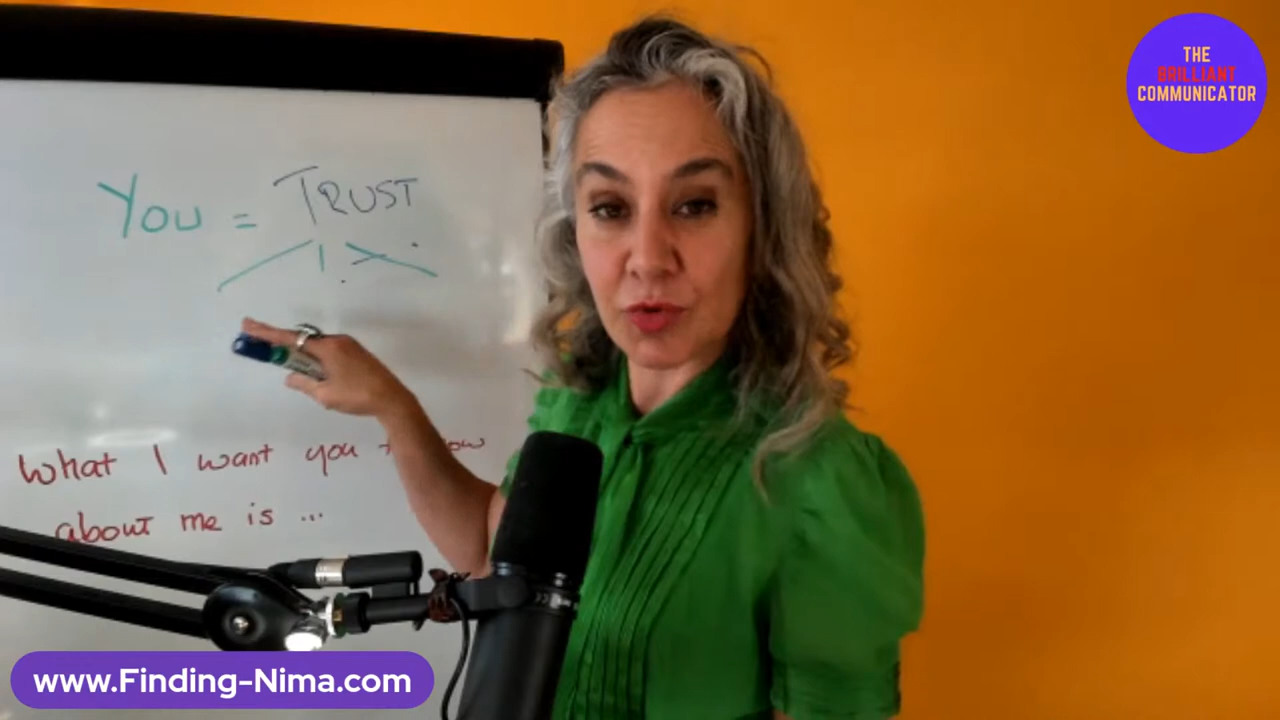 THE
BRILLIANT
COMMUNICATOR
You = TRUST
What I want you
about me is ...
www.Finding-Nima.com